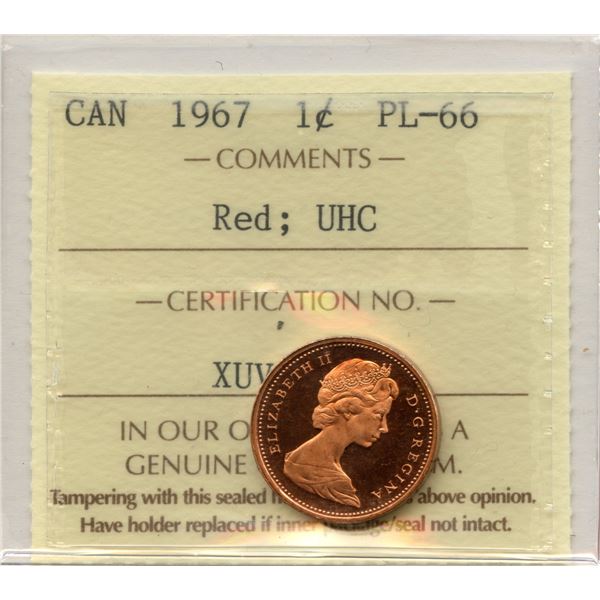 CAN 1967 1¢ PL-66
— COMMENTS —
Red; UHC
— CERTIFICATION NO. —
XUV
ELIZABETH II D·G·REGINA
IN OUR O A
GENUINE M.
Tampering with this sealed above opinion.
Have holder replaced if inner package/seal not intact.